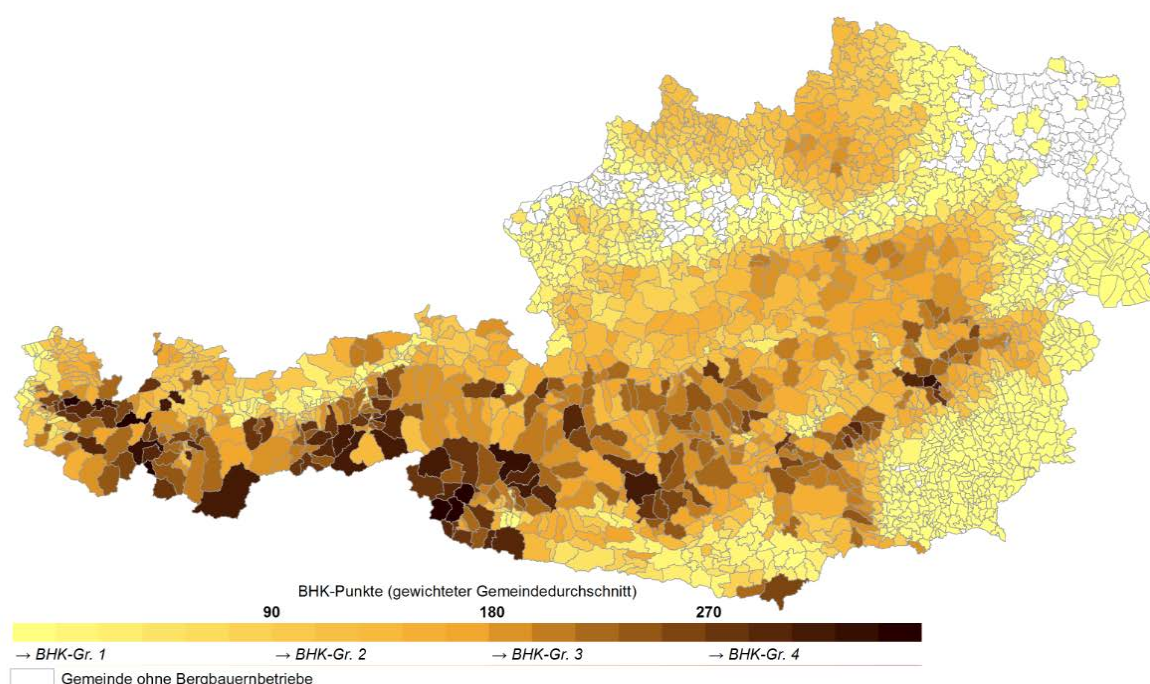 BHK-Punkte (gewichteter Gemeindedurchschnitt)
90 180 270
→ BHK-Gr. 1 → BHK-Gr. 2 → BHK-Gr. 3 → BHK-Gr. 4
Gemeinde ohne Bergbauernbetriebe